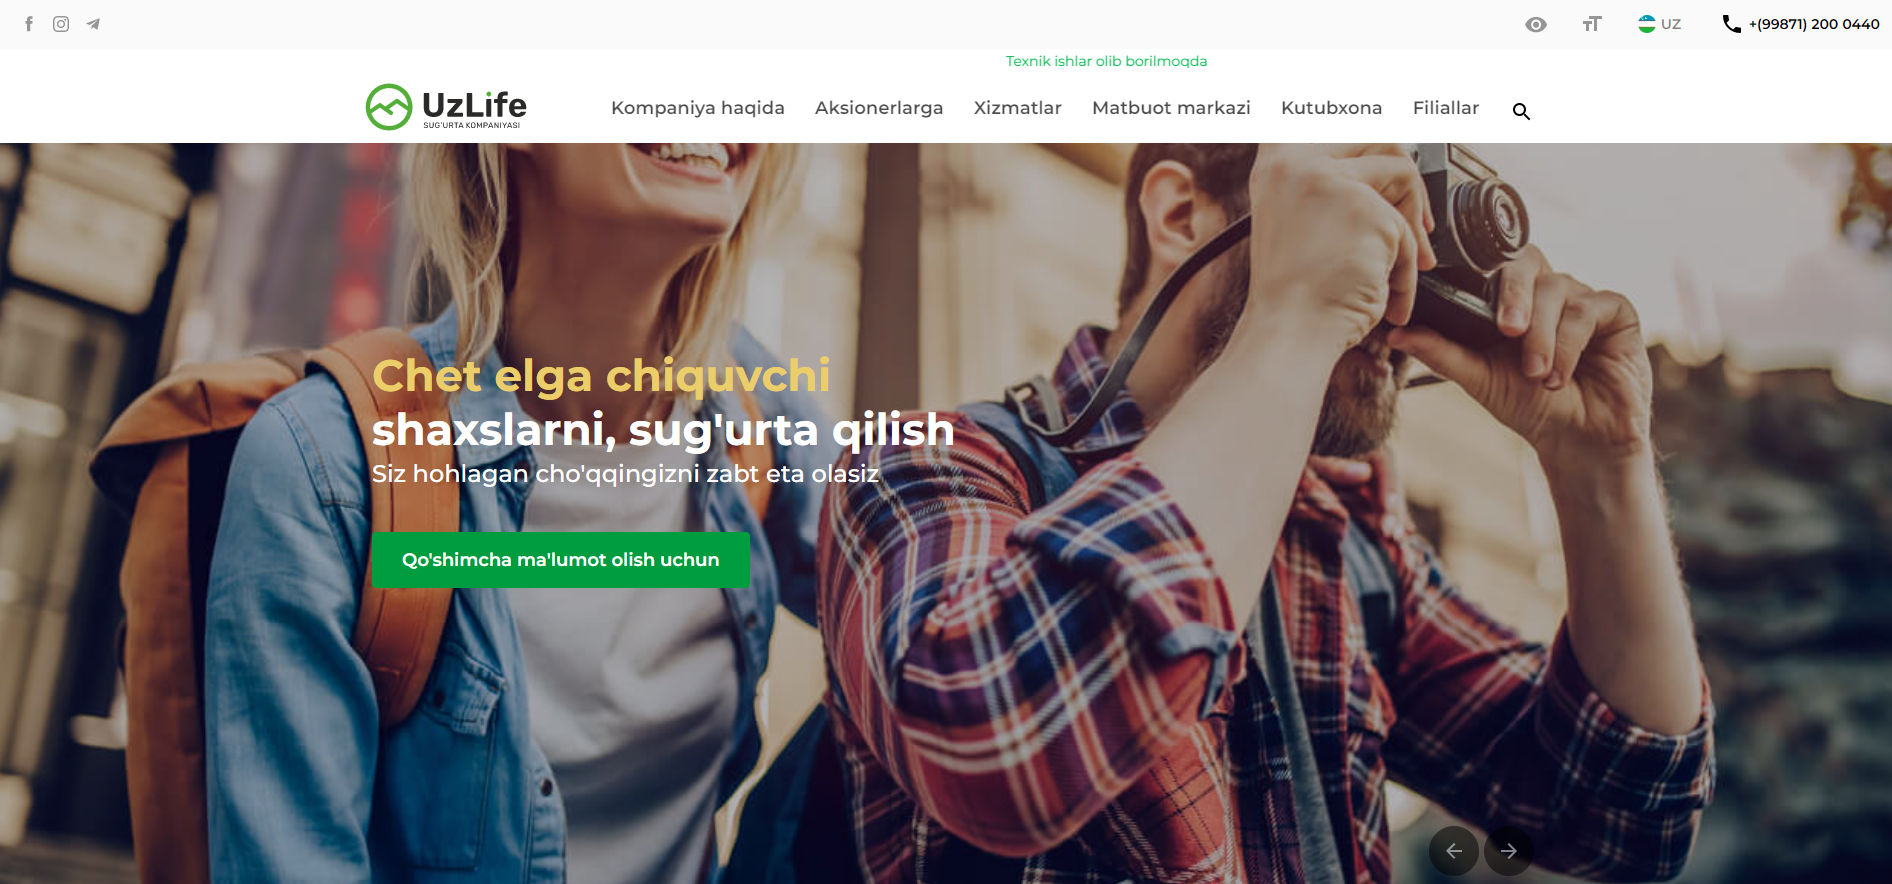 UZ
+(99871) 200 0440
Texnik ishlar olib borilmoqda
UzLife
SUG'URTA KOMPANIYASI
Kompaniya haqida
Aksionerlarga
Xizmatlar
Matbuot markazi
Kutubxona
Filiallar
Chet elga chiquvchi
shaxslarni, sug'urta qilish
Siz hohlagan cho'qqingizni zabt eta olasiz
Qo'shimcha ma'lumot olish uchun